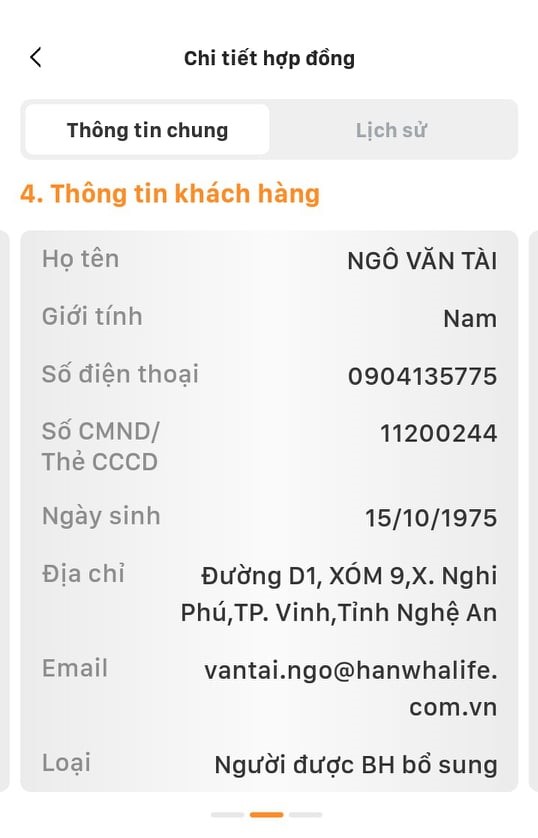 Chi tiết hợp đồng
Thông tin chung
Lịch sử
4. Thông tin khách hàng
Họ tên
NGÔ VĂN TÀI
Giới tính
Nam
Số điện thoại
0904135775
Số CMND/
Thẻ CCCD
11200244
Ngày sinh
15/10/1975
Địa chỉ
Đường D1, XÓM 9,X. Nghi
Phú,TP. Vinh,Tỉnh Nghệ An
Email
vantai.ngo@hanwhalife.
com.vn
Loại
Người được BH bổ sung